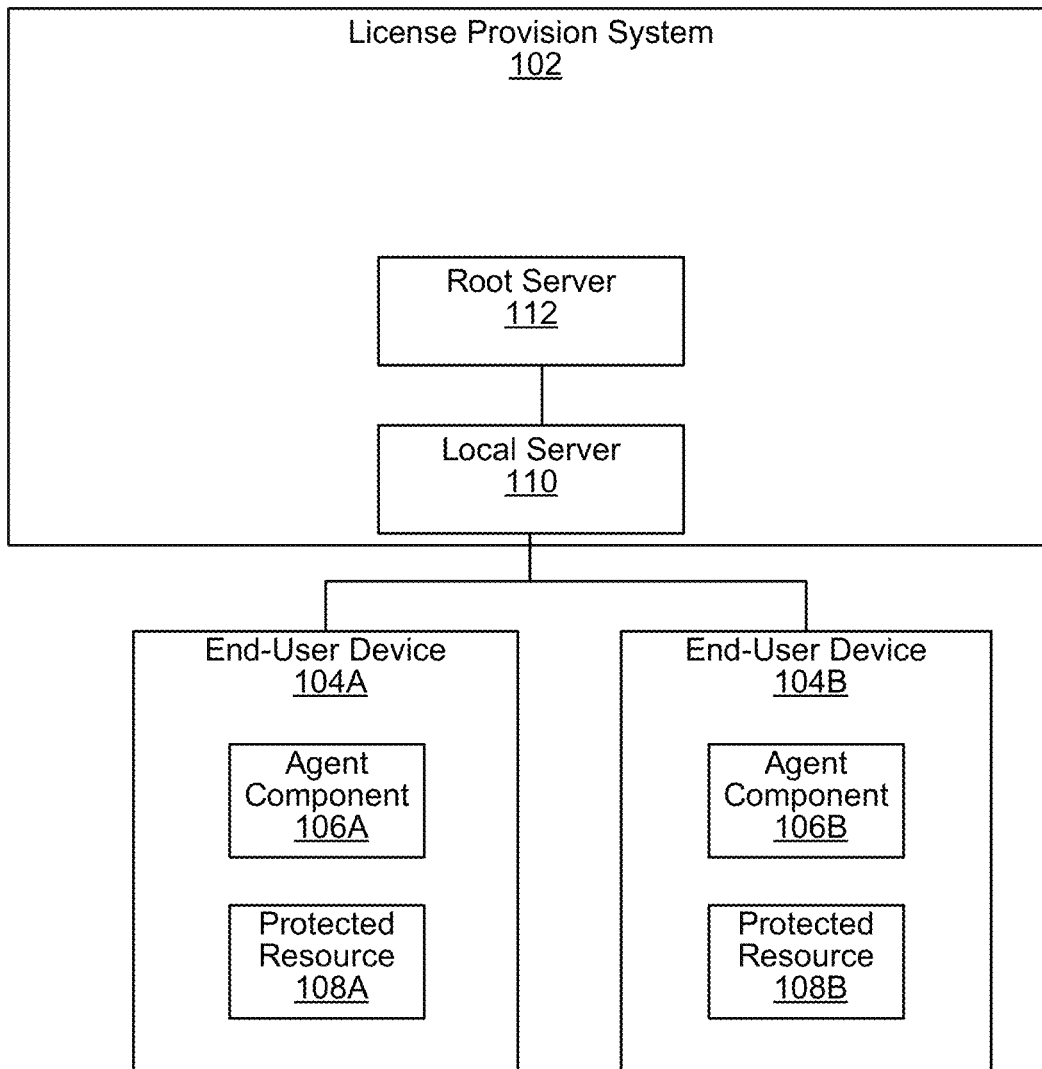 License Provision System
102
Root Server
112
Local Server
110
End-User Device
104A
Agent
Component
106A
Protected
Resource
108A
End-User Device
104B
Agent
Component
106B
Protected
Resource
108B